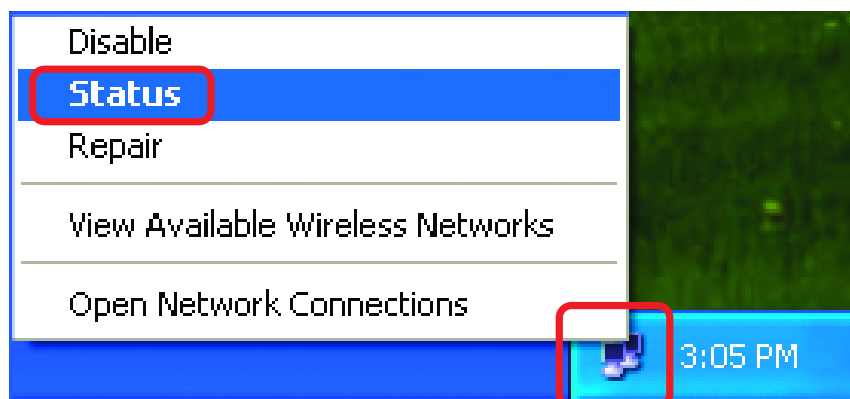 Disable
Status
Repair
View Available Wireless Networks
Open Network Connections
3:05 PM